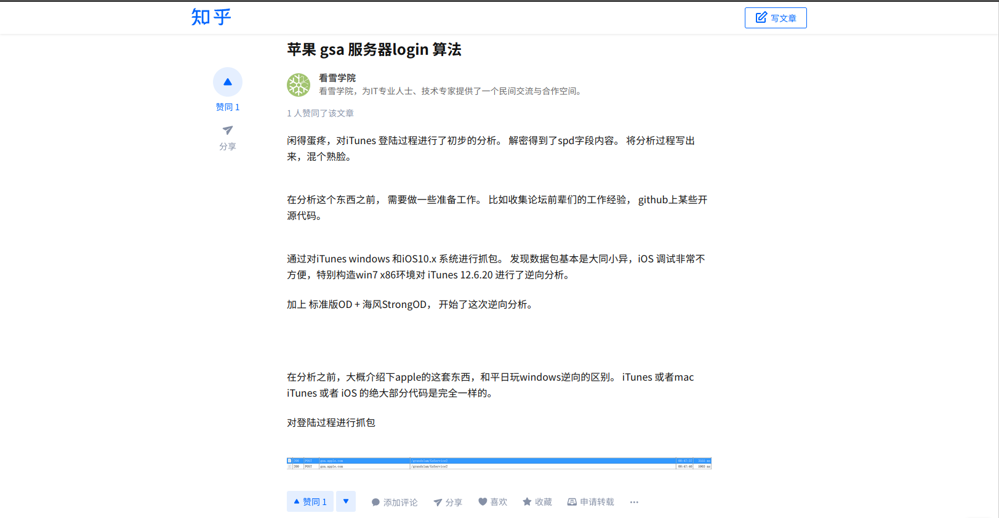 知乎
写文章
苹果 gsa 服务器login 算法
看雪学院
看雪学院，为IT专业人士、技术专家提供了一个民间交流与合作空间。
赞同 1
1 人赞同了该文章
分享
闲得蛋疼，对iTunes 登陆过程进行了初步的分析。 解密得到了spd字段内容。 将分析过程写出
来，混个熟脸。
在分析这个东西之前， 需要做一些准备工作。 比如收集论坛前辈们的工作经验， github上某些开
源代码。
通过对iTunes windows 和iOS10.x 系统进行抓包。 发现数据包基本是大同小异，iOS 调试非常不
方便，特别构造win7 x86环境对 iTunes 12.6.20 进行了逆向分析。
加上 标准版OD + 海风StrongOD， 开始了这次逆向分析。
在分析之前，大概介绍下apple的这套东西，和平日玩windows逆向的区别。 iTunes 或者mac
iTunes 或者 iOS 的绝大部分代码是完全一样的。
对登陆过程进行抓包
200 POST gsa.apple.com /grandslam/GsService2 00:47:37
200 POST gsa.apple.com /grandslam/GsService2 00:47:40 5903 ms
赞同 1
添加评论
分享
喜欢
收藏
申请转载